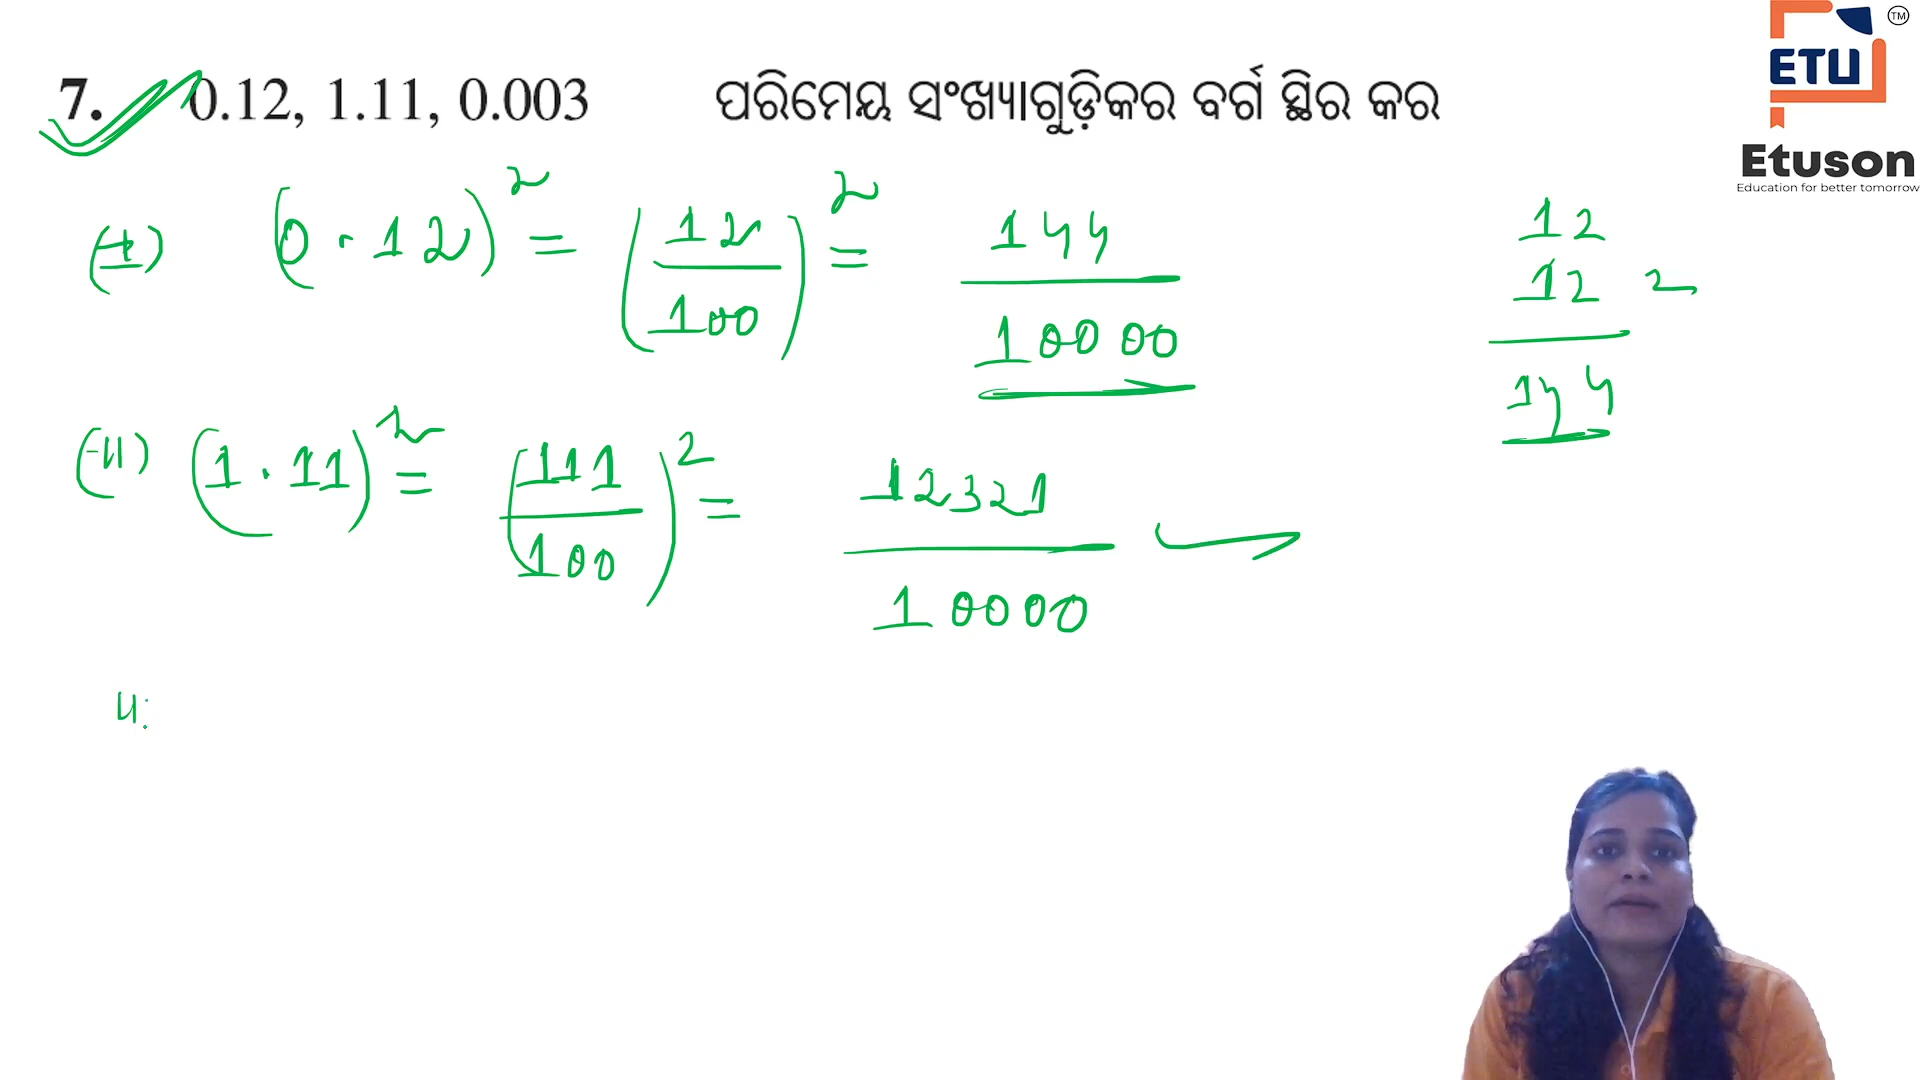 ETU TM
Etuson
Education for better tomorrow
7. 0.12, 1.11, 0.003 ପରିମେୟ ସଂଖ୍ୟାଗୁଡ଼ିକର ବର୍ଗ ସ୍ଥିର କର
(i) (0.12)² = (12/100)² = 144/10000
12
12 2
144
(ii) (1.11)² = (111/100)² = 12321/10000